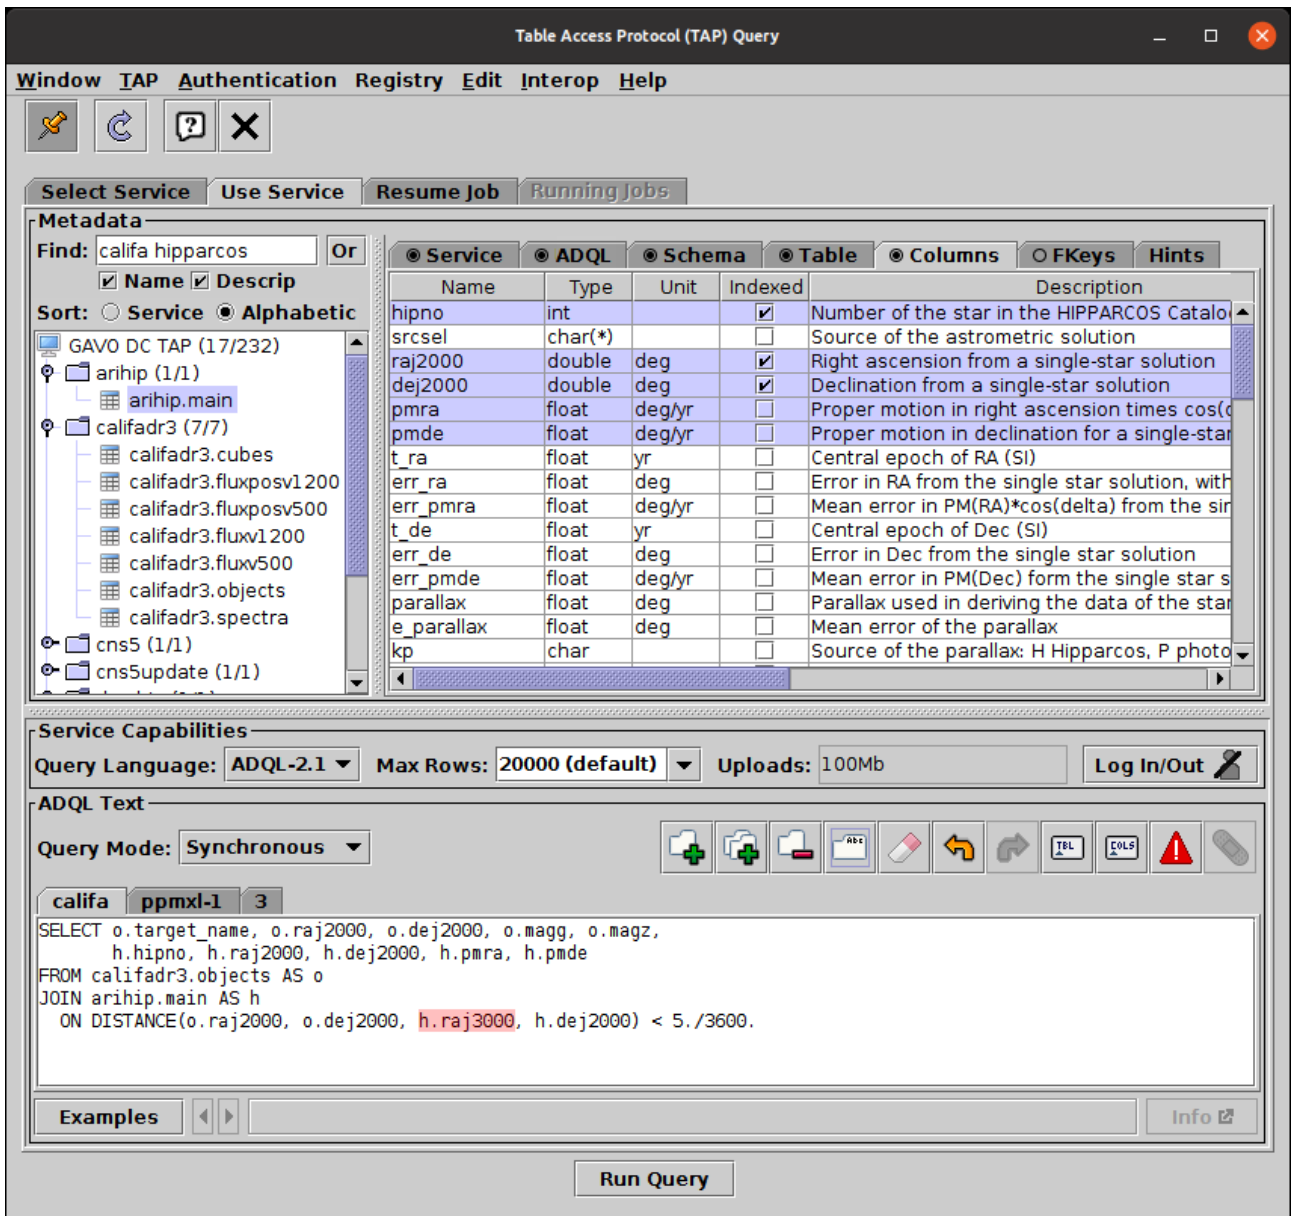 Table Access Protocol (TAP) Query
Window TAP Authentication Registry Edit Interop Help
Select Service Use Service Resume Job Running Jobs
Metadata
Find: califa hipparcos Or
Name Descrip
Sort: Service Alphabetic
GAVO DC TAP (17/232)
arihip (1/1)
arihip.main
califadr3 (7/7)
califadr3.cubes
califadr3.fluxposv1200
califadr3.fluxposv500
califadr3.fluxv1200
califadr3.fluxv500
califadr3.objects
califadr3.spectra
cns5 (1/1)
cns5update (1/1)
Service ADQL Schema Table Columns FKeys Hints
Name Type Unit Indexed Description
hipno int Number of the star in the HIPPARCOS Catalo
srcsel char(*) Source of the astrometric solution
raj2000 double deg Right ascension from a single-star solution
dej2000 double deg Declination from a single-star solution
pmra float deg/yr Proper motion in right ascension times cos(
pmde float deg/yr Proper motion in declination for a single-star
t_ra float yr Central epoch of RA (SI)
err_ra float deg Error in RA from the single star solution, with
err_pmra float deg/yr Mean error in PM(RA)*cos(delta) from the sin
t_de float yr Central epoch of Dec (SI)
err_de float deg Error in Dec from the single star solution
err_pmde float deg/yr Mean error in PM(Dec) form the single star s
parallax float deg Parallax used in deriving the data of the star
e_parallax float deg Mean error of the parallax
kp char Source of the parallax: H Hipparcos, P photo
Service Capabilities
Query Language: ADQL-2.1 Max Rows: 20000 (default) Uploads: 100Mb Log In/Out
ADQL Text
Query Mode: Synchronous Abc TBL COLS
califa ppmxl-1 3
SELECT o.target_name, o.raj2000, o.dej2000, o.magg, o.magz,
h.hipno, h.raj2000, h.dej2000, h.pmra, h.pmde
FROM califadr3.objects AS o
JOIN arihip.main AS h
ON DISTANCE(o.raj2000, o.dej2000, h.raj3000, h.dej2000) < 5./3600.
Examples Info
Run Query